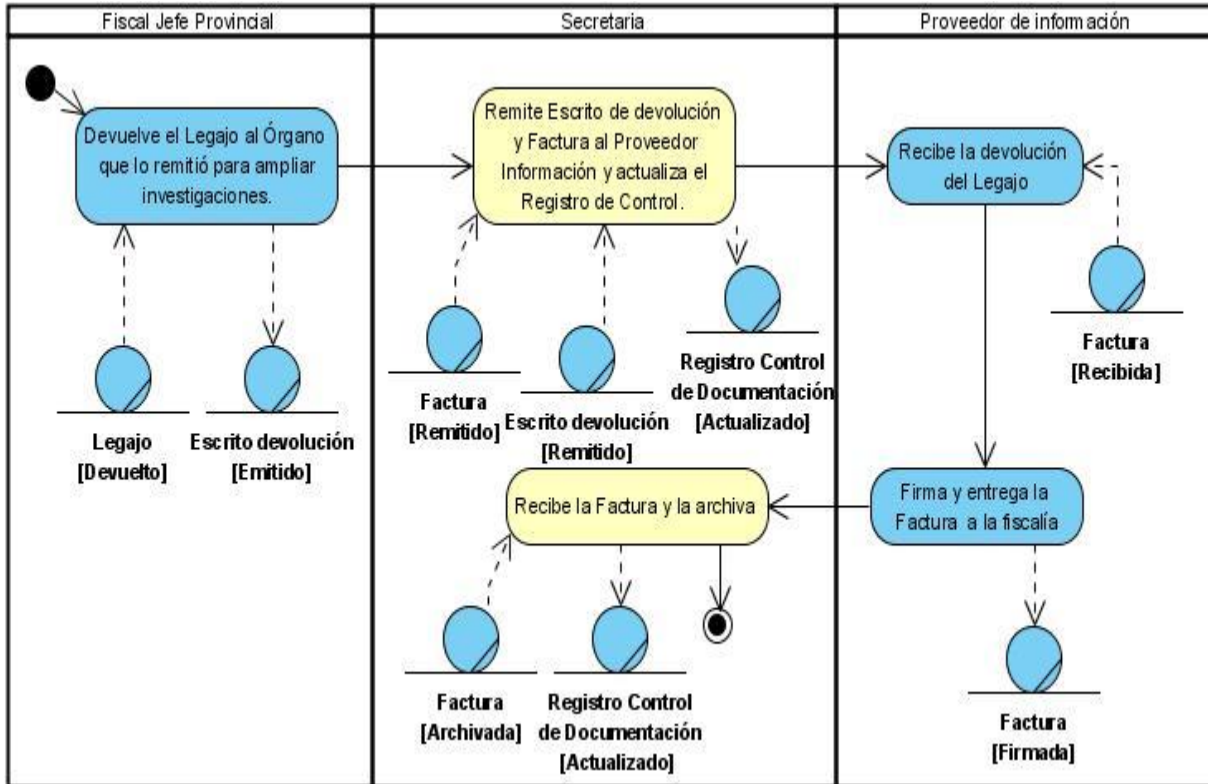 Fiscal Jefe Provincial
Secretaria
Proveedor de información
Devuelve el Legajo al Órgano
que lo remitió para ampliar
investigaciones.
Remite Escrito de devolución
y Factura al Proveedor
Información y actualiza el
Registro de Control.
Recibe la devolución
del Legajo
Legajo
[Devuelto]
Escrito devolución
[Emitido]
Factura
[Remitido]
Escrito devolución
[Remitido]
Registro Control
de Documentación
[Actualizado]
Factura
[Recibida]
Recibe la Factura y la archiva
Firma y entrega la
Factura a la fiscalía
Factura
[Archivada]
Registro Control
de Documentación
[Actualizado]
Factura
[Firmada]